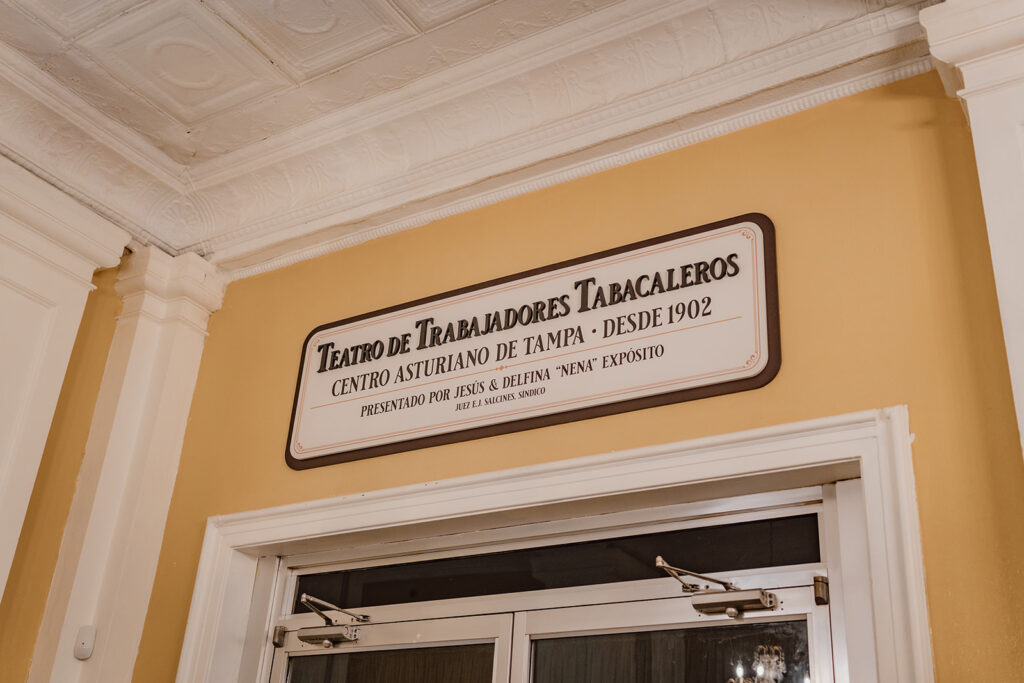 TEATRO DE TRABAJADORES TABACALEROS
CENTRO ASTURIANO DE TAMPA · DESDE 1902
PRESENTADO POR JESÚS & DELFINA "NENA" EXPÓSITO
JUEZ E.J. SALCINES, SÍNDICO